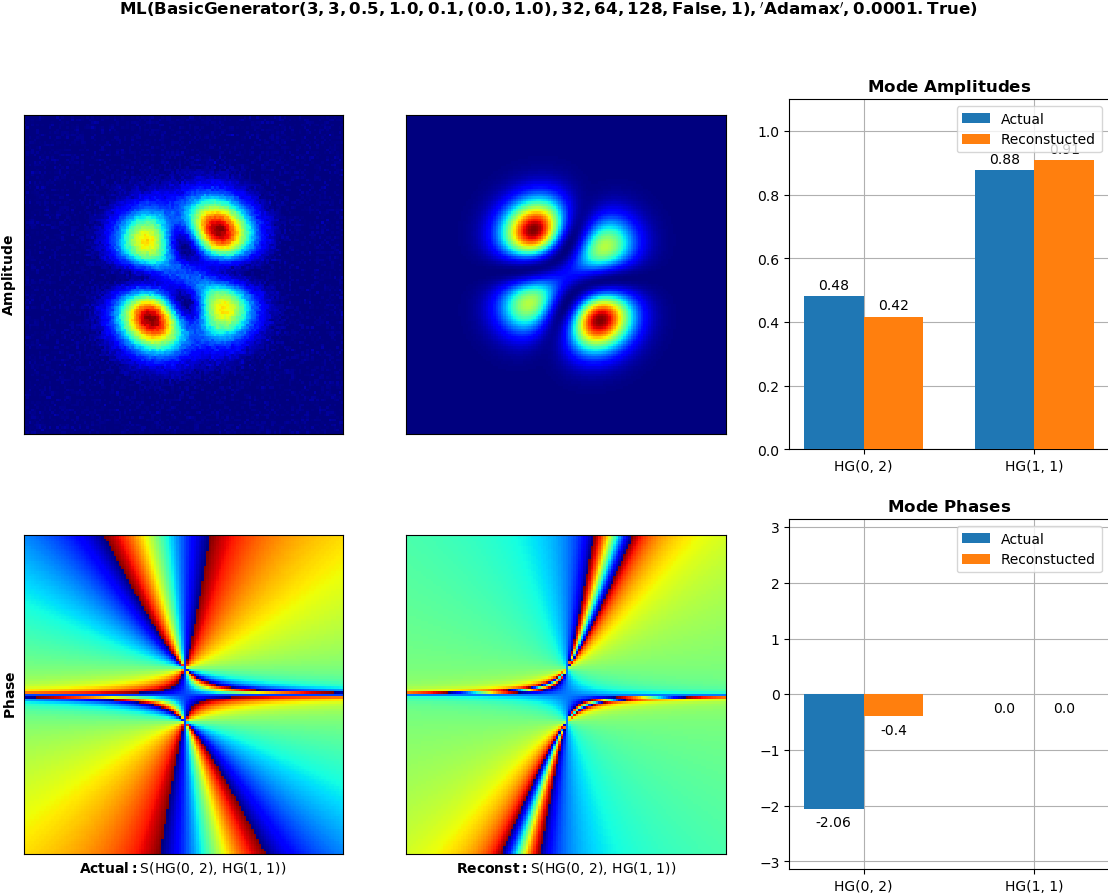 ML(BasicGenerator(3, 3, 0.5, 1.0, 0.1, (0.0, 1.0), 32, 64, 128, False, 1), ′Adamax′, 0.0001. True)
Amplitude
Mode Amplitudes
Actual
Reconstucted
1.0
0.8
0.6
0.4
0.2
0.0
0.48
0.42
0.88
0.91
HG(0, 2)
HG(1, 1)
Phase
Actual: S(HG(0, 2), HG(1, 1))
Reconst: S(HG(0, 2), HG(1, 1))
Mode Phases
Actual
Reconstucted
3
2
1
0
−1
−2
−3
-2.06
-0.4
0.0
0.0
HG(0, 2)
HG(1, 1)